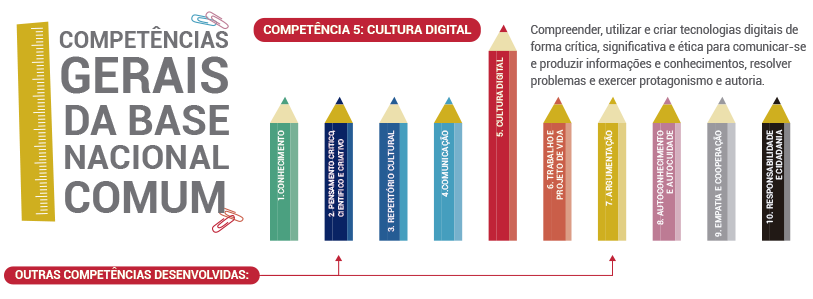 COMPETÊNCIAS
GERAIS
DA BASE
NACIONAL
COMUM
COMPETÊNCIA 5: CULTURA DIGITAL
Compreender, utilizar e criar tecnologias digitais de
forma crítica, significativa e ética para comunicar-se
e produzir informações e conhecimentos, resolver
problemas e exercer protagonismo e autoria.
1.CONHECIMENTO
2. PENSAMENTO CRÍTICO,
CIENTÍFICO E CRIATIVO
3. REPERTÓRIO CULTURAL
4.COMUNICAÇÃO
5. CULTURA DIGITAL
6. TRABALHO E
PROJETO DE VIDA
7. ARGUMENTAÇÃO
8. AUTOCONHECIMENTO
E AUTOCUIDADE
9. EMPATIA E COOPERAÇÃO
10. RESPONSABILIDADE
E CIDADANIA
OUTRAS COMPETÊNCIAS DESENVOLVIDAS: